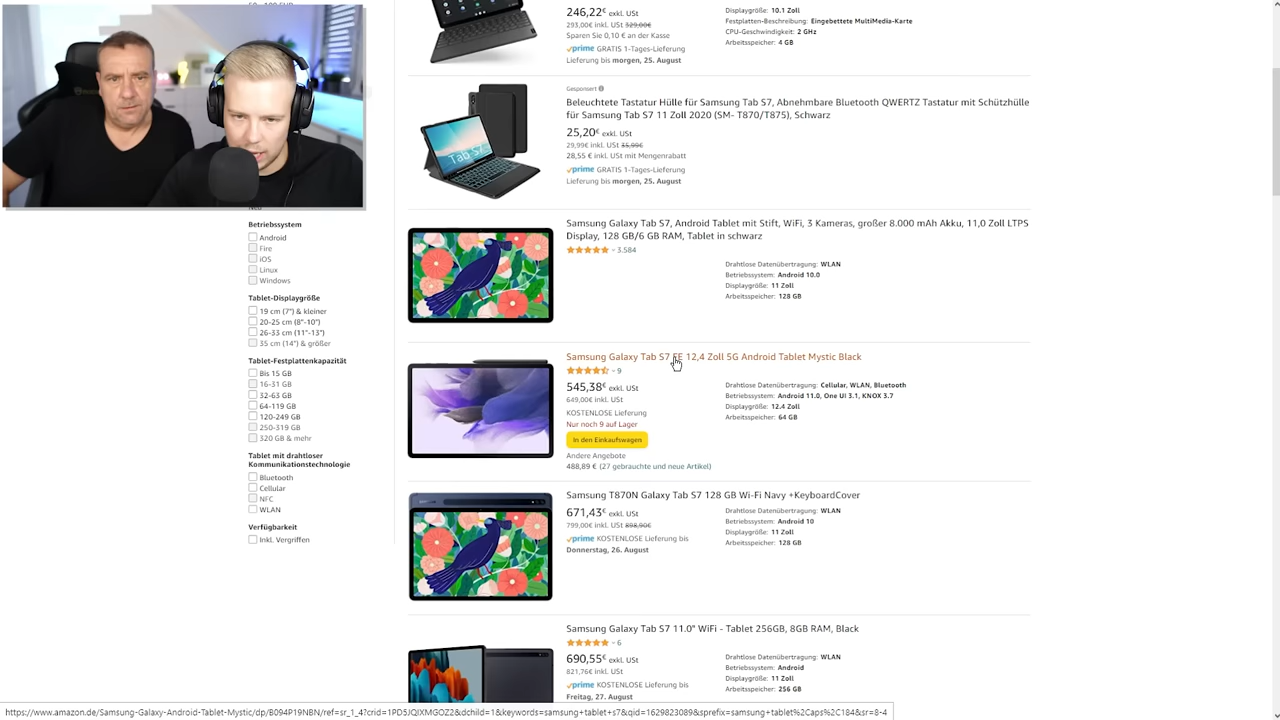 246,22€ exkl. USt
293,00€ inkl. USt 329,00€
Sparen Sie 0,10 € an der Kasse
prime GRATIS 1-Tages-Lieferung
Lieferung bis morgen, 25. August
Displaygröße: 10.1 Zoll
Festplatten-Beschreibung: Eingebettete MultiMedia-Karte
CPU-Geschwindigkeit: 2 GHz
Arbeitsspeicher: 4 GB
Gesponsert
Beleuchtete Tastatur Hülle für Samsung Tab S7, Abnehmbare Bluetooth QWERTZ Tastatur mit Schützhülle
für Samsung Tab S7 11 Zoll 2020 (SM- T870/T875), Schwarz
25,20€ exkl. USt
29,99€ inkl. USt 35,99€
28,55 € inkl. USt mit Mengenrabatt
prime GRATIS 1-Tages-Lieferung
Lieferung bis morgen, 25. August
Tab S7
Neu
Betriebssystem
Android
Fire
iOS
Linux
Windows
Tablet-Displaygröße
19 cm (7") & kleiner
20-25 cm (8"-10")
26-33 cm (11"-13")
35 cm (14") & größer
Tablet-Festplattenkapazität
Bis 15 GB
16-31 GB
32-63 GB
64-119 GB
120-249 GB
250-319 GB
320 GB & mehr
Tablet mit drahtloser
Kommunikationstechnologie
Bluetooth
Cellular
NFC
WLAN
Verfügbarkeit
Inkl. Vergriffen
Samsung Galaxy Tab S7, Android Tablet mit Stift, WiFi, 3 Kameras, großer 8.000 mAh Akku, 11,0 Zoll LTPS
Display, 128 GB/6 GB RAM, Tablet in schwarz
3.584
Drahtlose Datenübertragung: WLAN
Betriebssystem: Android 10.0
Displaygröße: 11 Zoll
Arbeitsspeicher: 128 GB
Samsung Galaxy Tab S7 FE 12,4 Zoll 5G Android Tablet Mystic Black
9
545,38€ exkl. USt
649,00€ inkl. USt
KOSTENLOSE Lieferung
Nur noch 9 auf Lager
In den Einkaufswagen
Andere Angebote
488,89 € (27 gebrauchte und neue Artikel)
Drahtlose Datenübertragung: Cellular, WLAN, Bluetooth
Betriebssystem: Android 11.0, One UI 3.1, KNOX 3.7
Displaygröße: 12.4 Zoll
Arbeitsspeicher: 64 GB
Samsung T870N Galaxy Tab S7 128 GB Wi-Fi Navy +KeyboardCover
671,43€ exkl. USt
799,00€ inkl. USt 898,90€
prime KOSTENLOSE Lieferung bis
Donnerstag, 26. August
Drahtlose Datenübertragung: WLAN
Betriebssystem: Android 10
Displaygröße: 11 Zoll
Arbeitsspeicher: 128 GB
Samsung Galaxy Tab S7 11.0" WiFi - Tablet 256GB, 8GB RAM, Black
6
690,55€ exkl. USt
821,76€ inkl. USt
prime KOSTENLOSE Lieferung bis
Freitag, 27. August
Drahtlose Datenübertragung: WLAN
Betriebssystem: Android
Displaygröße: 11 Zoll
Arbeitsspeicher: 256 GB
https://www.amazon.de/Samsung-Galaxy-Android-Tablet-Mystic/dp/B094P19NBN/ref=sr_1_4?crid=1PD5JQIXMGOZ2&dchild=1&keywords=samsung+tablet+s7&qid=1629823089&sprefix=samsung+tablet%2Caps%2C184&sr=8-4